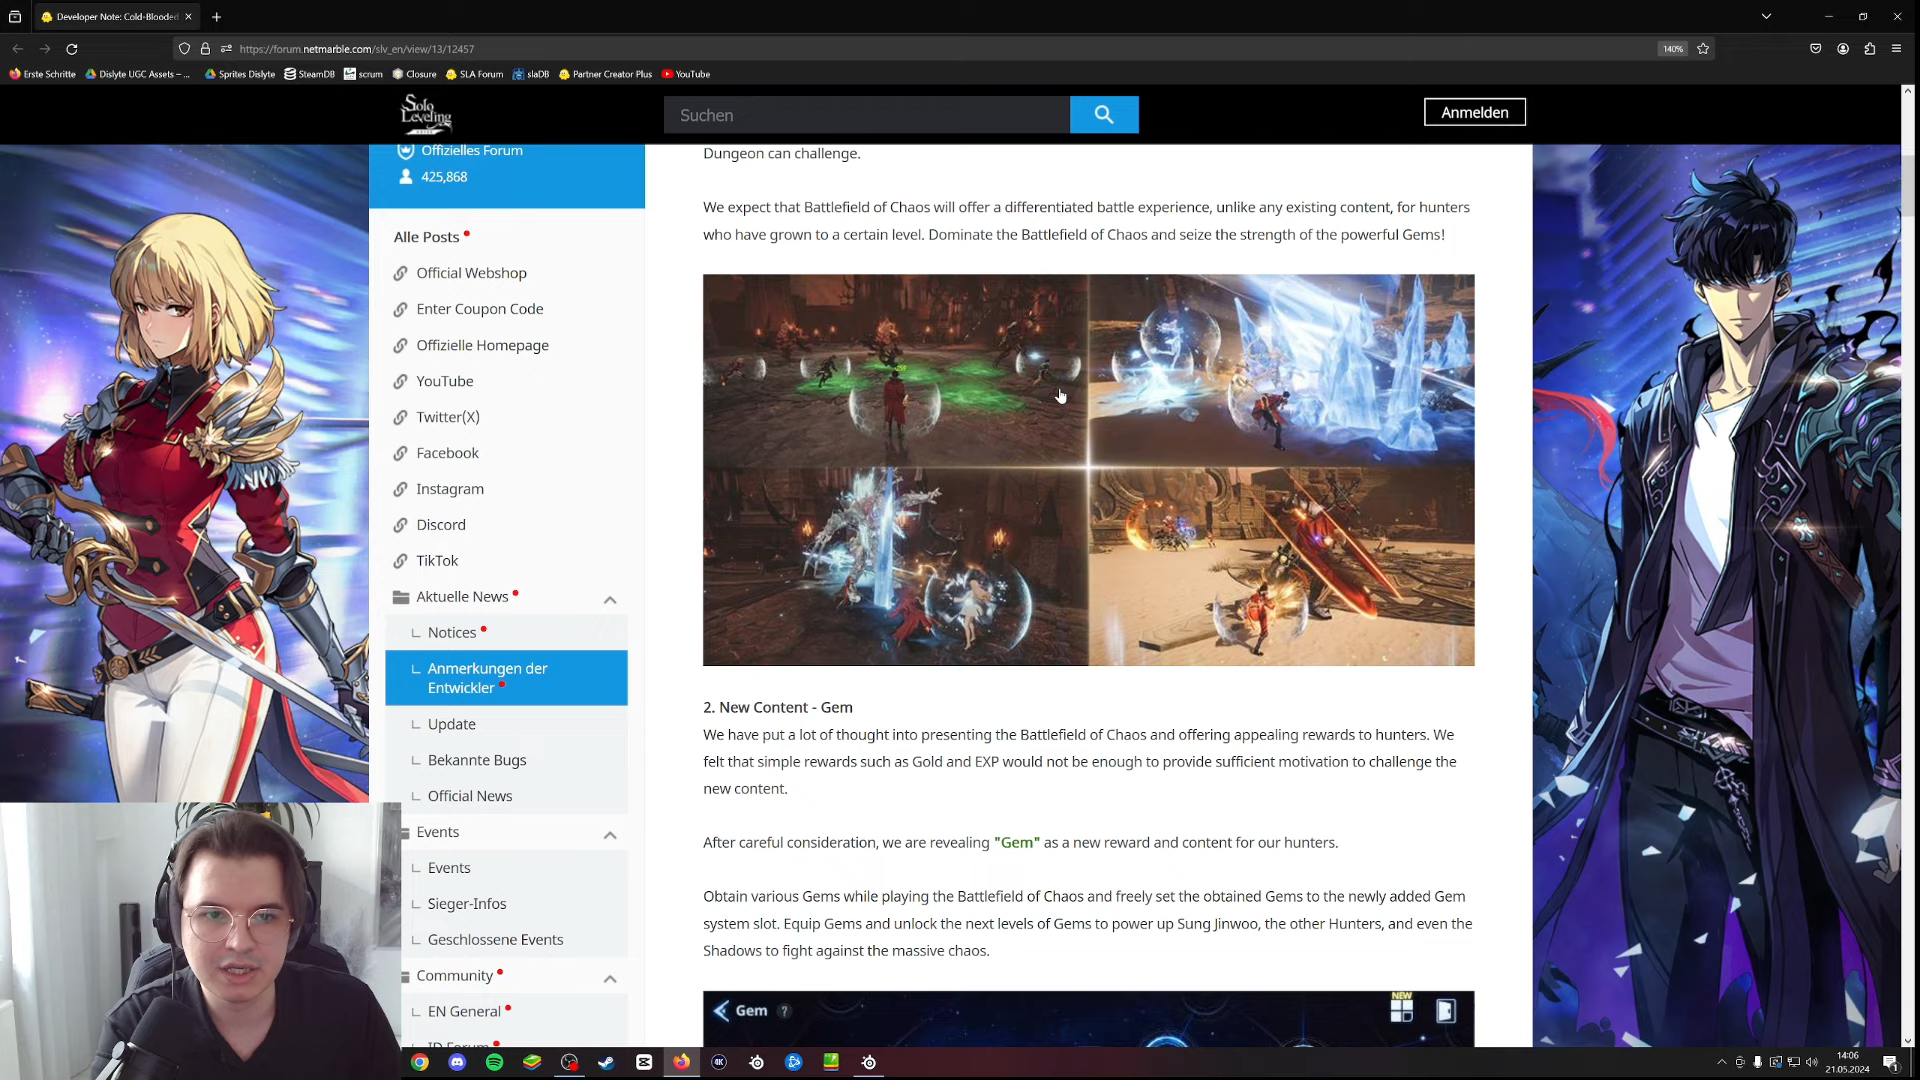 Developer Note: Cold-Blooded
https://forum.netmarble.com/slv_en/view/13/12457
140%
Erste Schritte
Dislyte UGC Assets – ...
Sprites Dislyte
SteamDB
scrum
Closure
SLA Forum
slaDB
Partner Creator Plus
YouTube
Solo
Leveling
Suchen
Anmelden
Offizielles Forum
425,868
Alle Posts
Official Webshop
Enter Coupon Code
Offizielle Homepage
YouTube
Twitter(X)
Facebook
Instagram
Discord
TikTok
Aktuelle News
Notices
Anmerkungen der
Entwickler
Update
Bekannte Bugs
Official News
Events
Events
Sieger-Infos
Geschlossene Events
Community
EN General
ID Forum
Dungeon can challenge.
We expect that Battlefield of Chaos will offer a differentiated battle experience, unlike any existing content, for hunters
who have grown to a certain level. Dominate the Battlefield of Chaos and seize the strength of the powerful Gems!
2. New Content - Gem
We have put a lot of thought into presenting the Battlefield of Chaos and offering appealing rewards to hunters. We
felt that simple rewards such as Gold and EXP would not be enough to provide sufficient motivation to challenge the
new content.
After careful consideration, we are revealing "Gem" as a new reward and content for our hunters.
Obtain various Gems while playing the Battlefield of Chaos and freely set the obtained Gems to the newly added Gem
system slot. Equip Gems and unlock the next levels of Gems to power up Sung Jinwoo, the other Hunters, and even the
Shadows to fight against the massive chaos.
Gem ?
NEW
14:06
21.05.2024
1